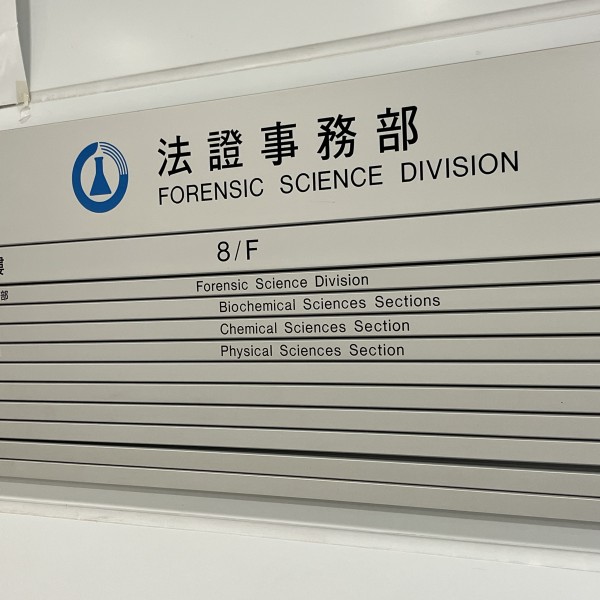 法證事務部
FORENSIC SCIENCE DIVISION
8/F
部
Forensic Science Division
Biochemical Sciences Sections
Chemical Sciences Section
Physical Sciences Section